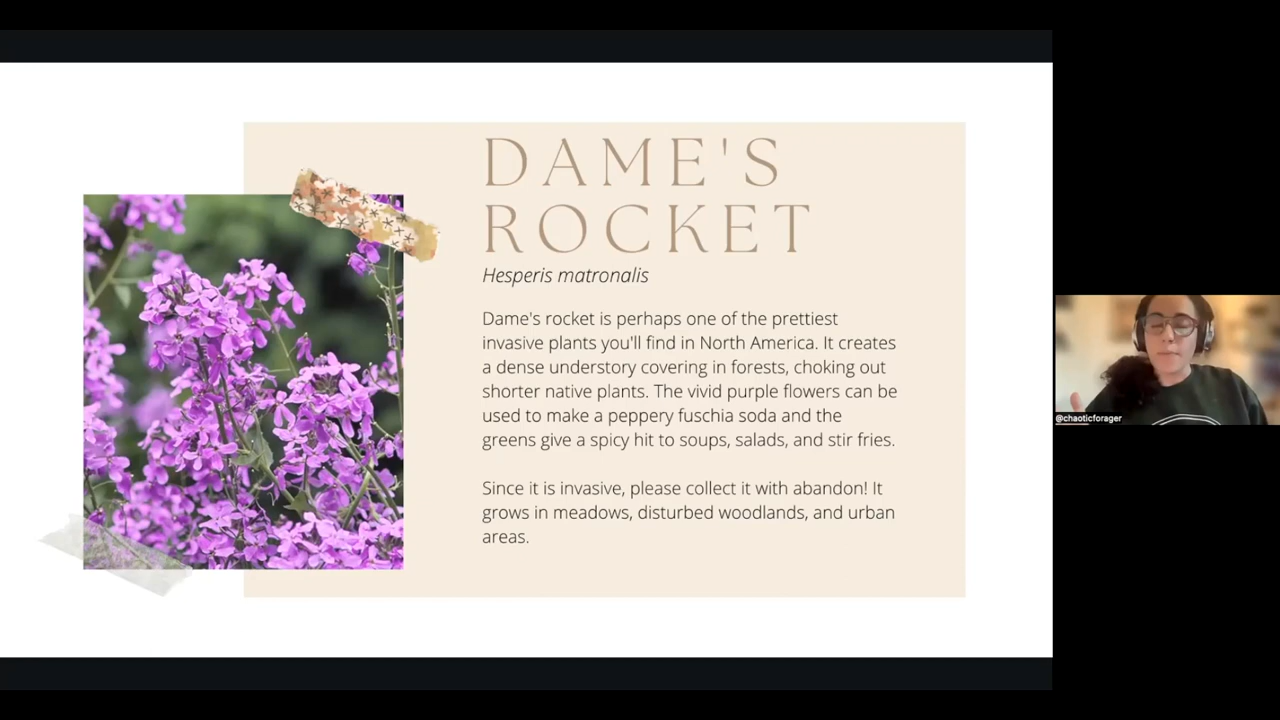 DAME'S
ROCKET
Hesperis matronalis
Dame's rocket is perhaps one of the prettiest
invasive plants you'll find in North America. It creates
a dense understory covering in forests, choking out
shorter native plants. The vivid purple flowers can be
used to make a peppery fuschia soda and the
greens give a spicy hit to soups, salads, and stir fries.
Since it is invasive, please collect it with abandon! It
grows in meadows, disturbed woodlands, and urban
areas.
@chaoticforager